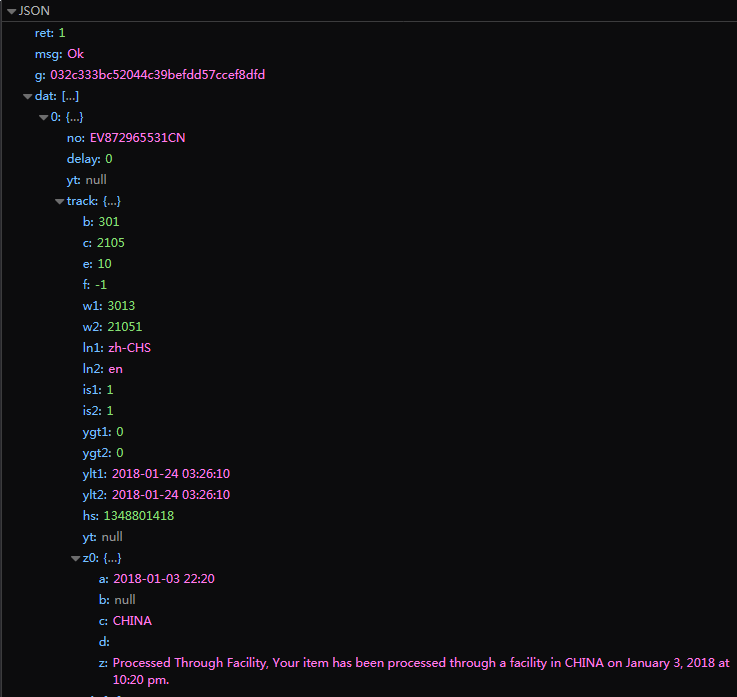 JSON
ret: 1
msg: Ok
g: 032c333bc52044c39befdd57ccef8dfd
dat: [...]
0: {...}
no: EV872965531CN
delay: 0
yt: null
track: {...}
b: 301
c: 2105
e: 10
f: -1
w1: 3013
w2: 21051
ln1: zh-CHS
ln2: en
is1: 1
is2: 1
ygt1: 0
ygt2: 0
ylt1: 2018-01-24 03:26:10
ylt2: 2018-01-24 03:26:10
hs: 1348801418
yt: null
z0: {...}
a: 2018-01-03 22:20
b: null
c: CHINA
d:
z: Processed Through Facility, Your item has been processed through a facility in CHINA on January 3, 2018 at
10:20 pm.